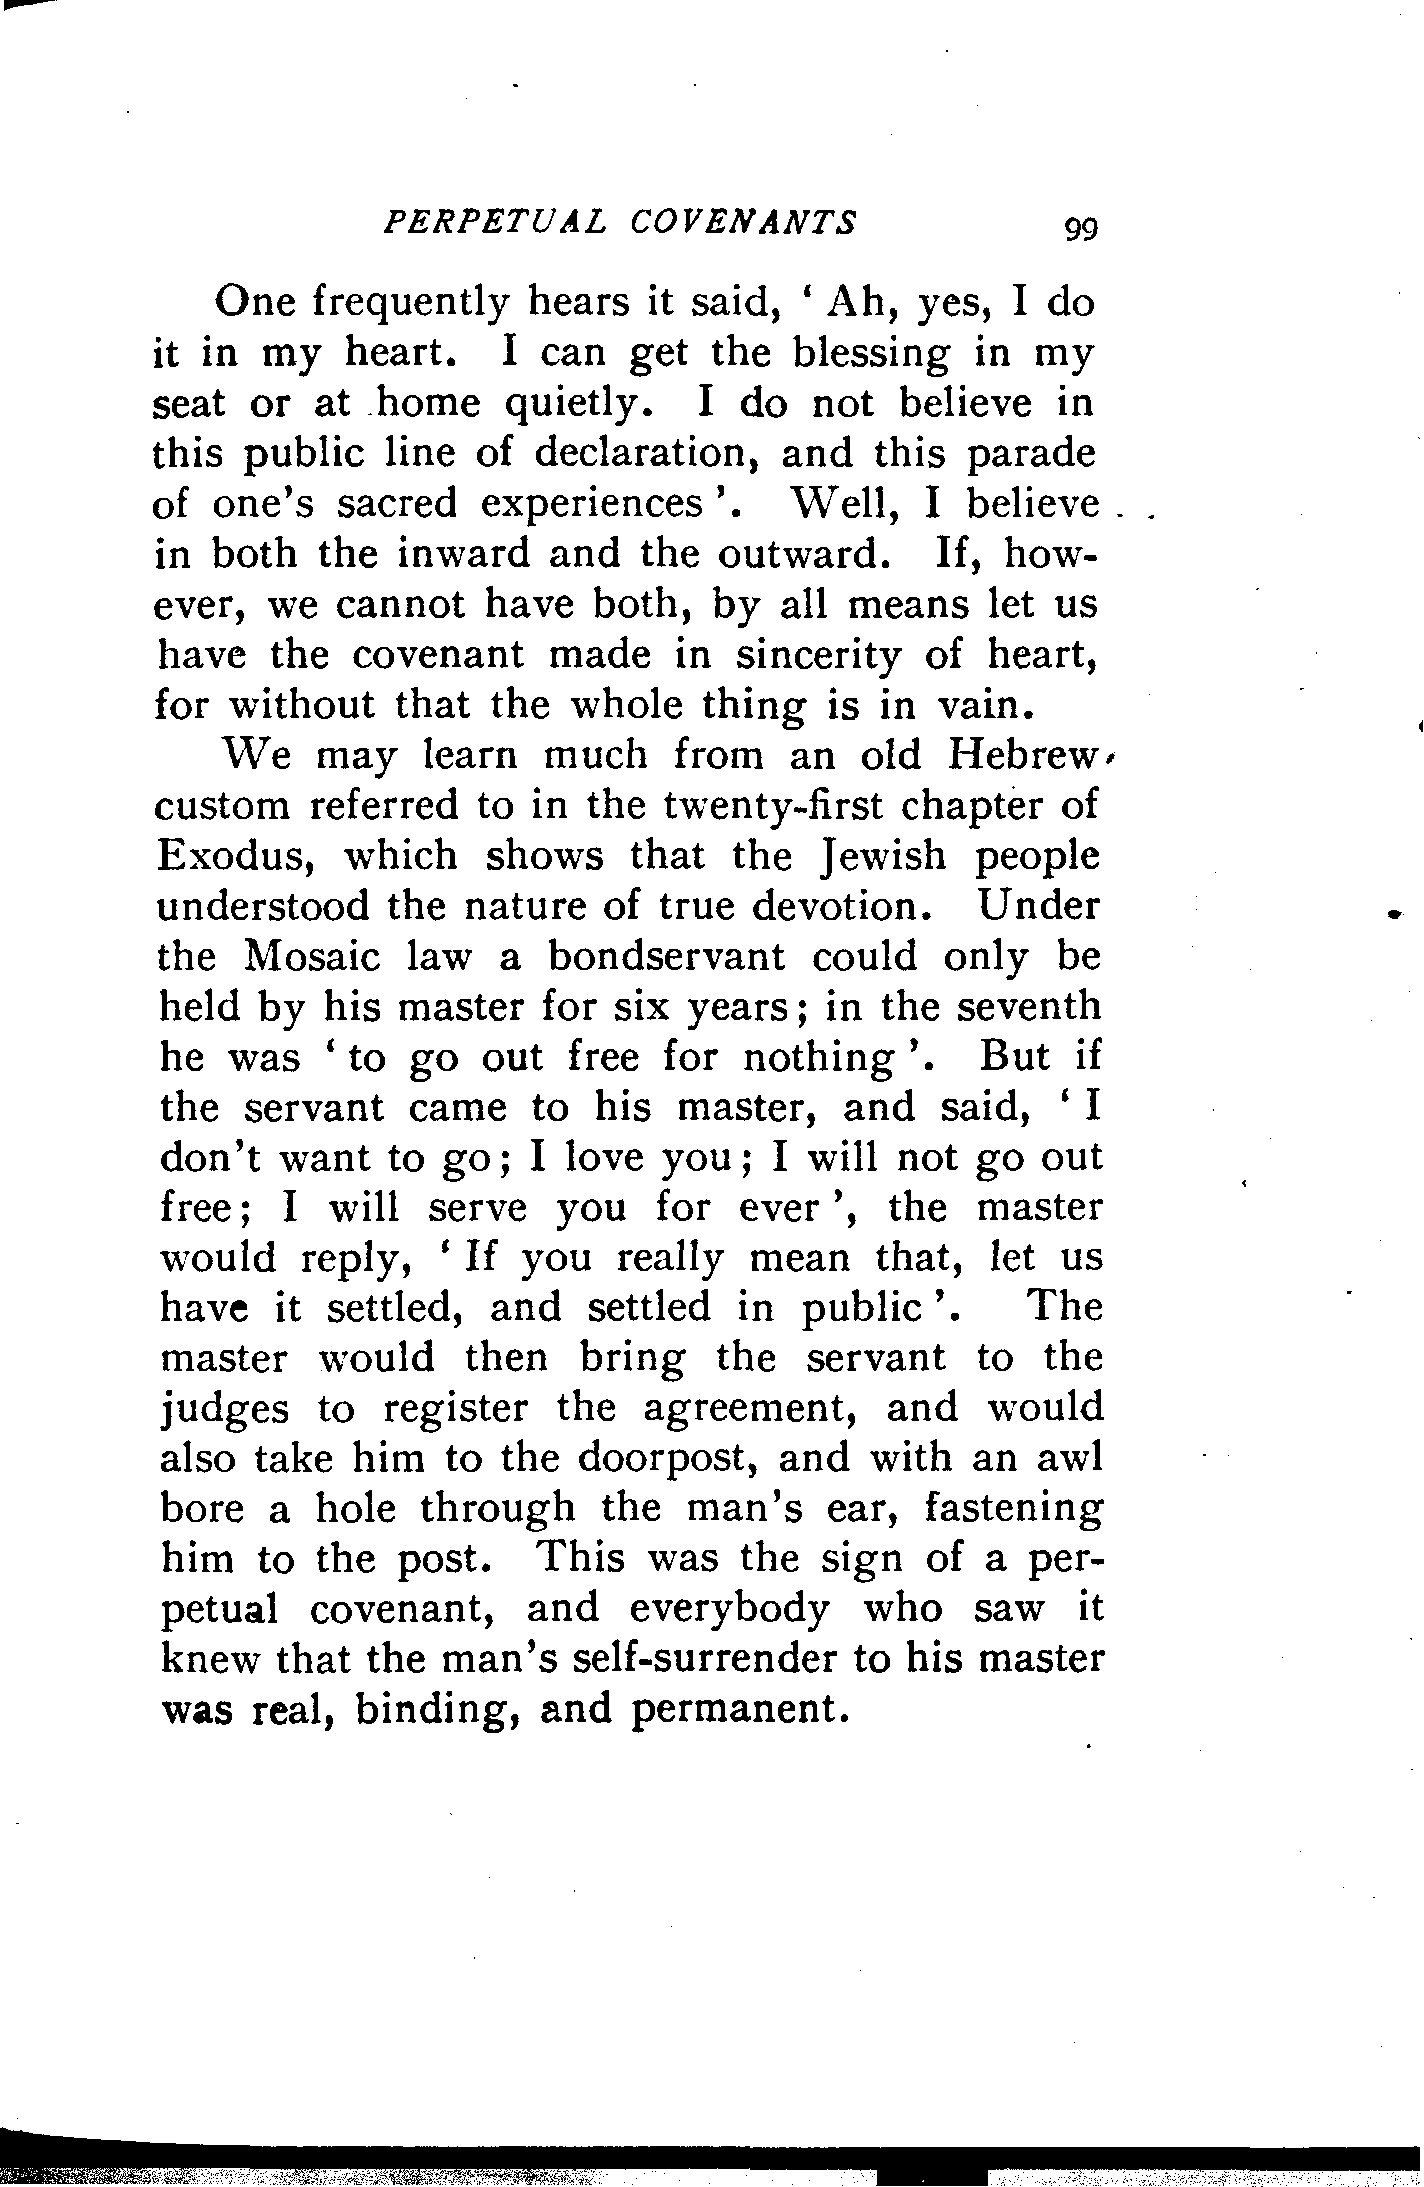 PERPETUAL COVENANTS 99
One frequently hears it said, ‘ Ah, yes, I do
it in my heart. I can get the blessing in my
seat or at home quietly. I do not believe in
this public line of declaration, and this parade
of one’s sacred experiences ’. Well, I believe
in both the inward and the outward. If, how-
ever, we cannot have both, by all means let us
have the covenant made in sincerity of heart,
for without that the whole thing is in vain.
We may learn much from an old Hebrew
custom referred to in the twenty-first chapter of
Exodus, which shows that the Jewish people
understood the nature of true devotion. Under
the Mosaic law a bondservant could only be
held by his master for six years; in the seventh
he was ‘ to go out free for nothing ’. But if
the servant came to his master, and said, ‘ I
don’t want to go; I love you; I will not go out
free; I will serve you for ever ’, the master
would reply, ‘ If you really mean that, let us
have it settled, and settled in public ’. The
master would then bring the servant to the
judges to register the agreement, and would
also take him to the doorpost, and with an awl
bore a hole through the man’s ear, fastening
him to the post. This was the sign of a per-
petual covenant, and everybody who saw it
knew that the man’s self-surrender to his master
was real, binding, and permanent.